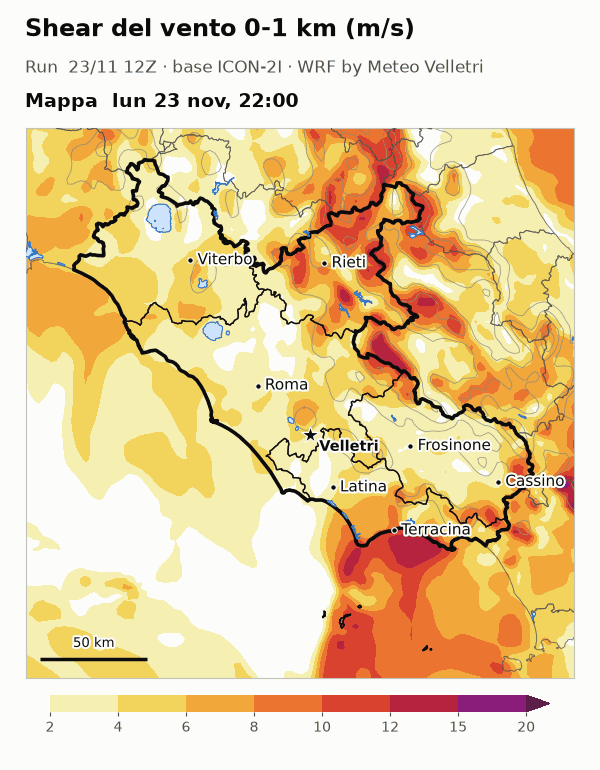 Shear del vento 0-1 km (m/s)
Run  23/11 12Z · base ICON-2I · WRF by Meteo Velletri
Mappa  lun 23 nov, 22:00
Viterbo
Rieti
Roma
Velletri
Frosinone
Latina
Cassino
Terracina
50 km
2 4 6 8 10 12 15 20